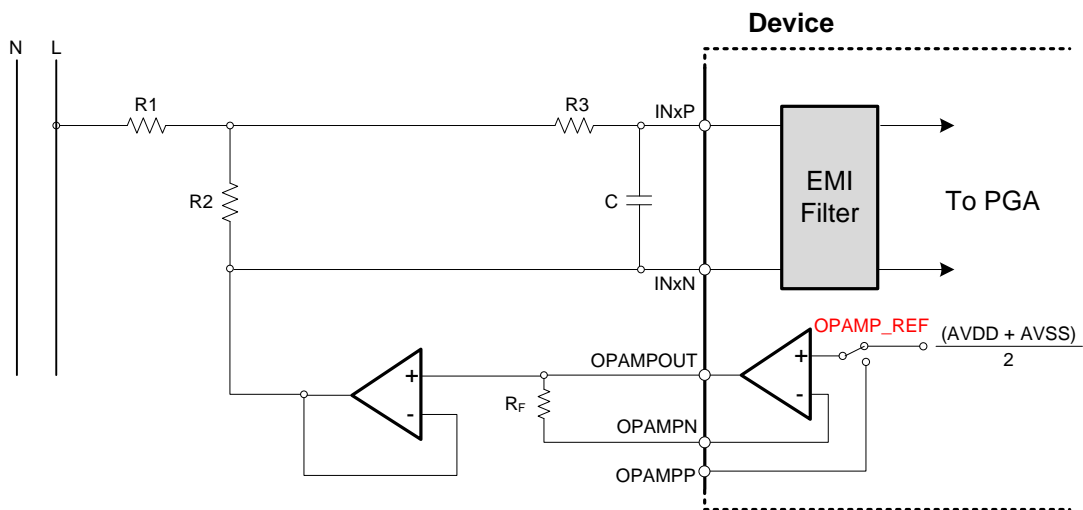 Device
N L
R1
R3
INxP
R2
C
EMI
Filter
To PGA
INxN
OPAMP_REF
(AVDD + AVSS)
2
OPAMPOUT
+
-
+
-
RF
OPAMPN
OPAMPP